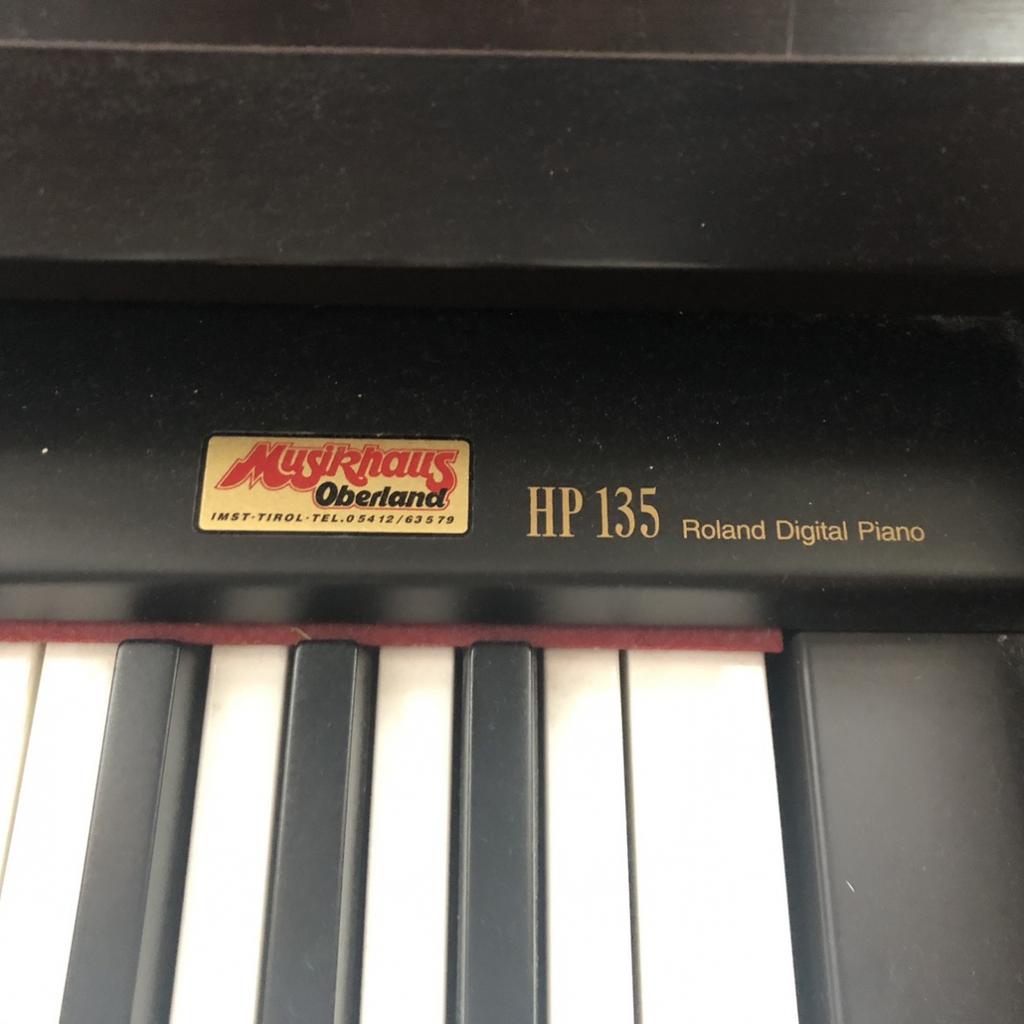 Musikhaus
Oberland
IMST·TIROL·TEL.05412/63579
HP 135 Roland Digital Piano